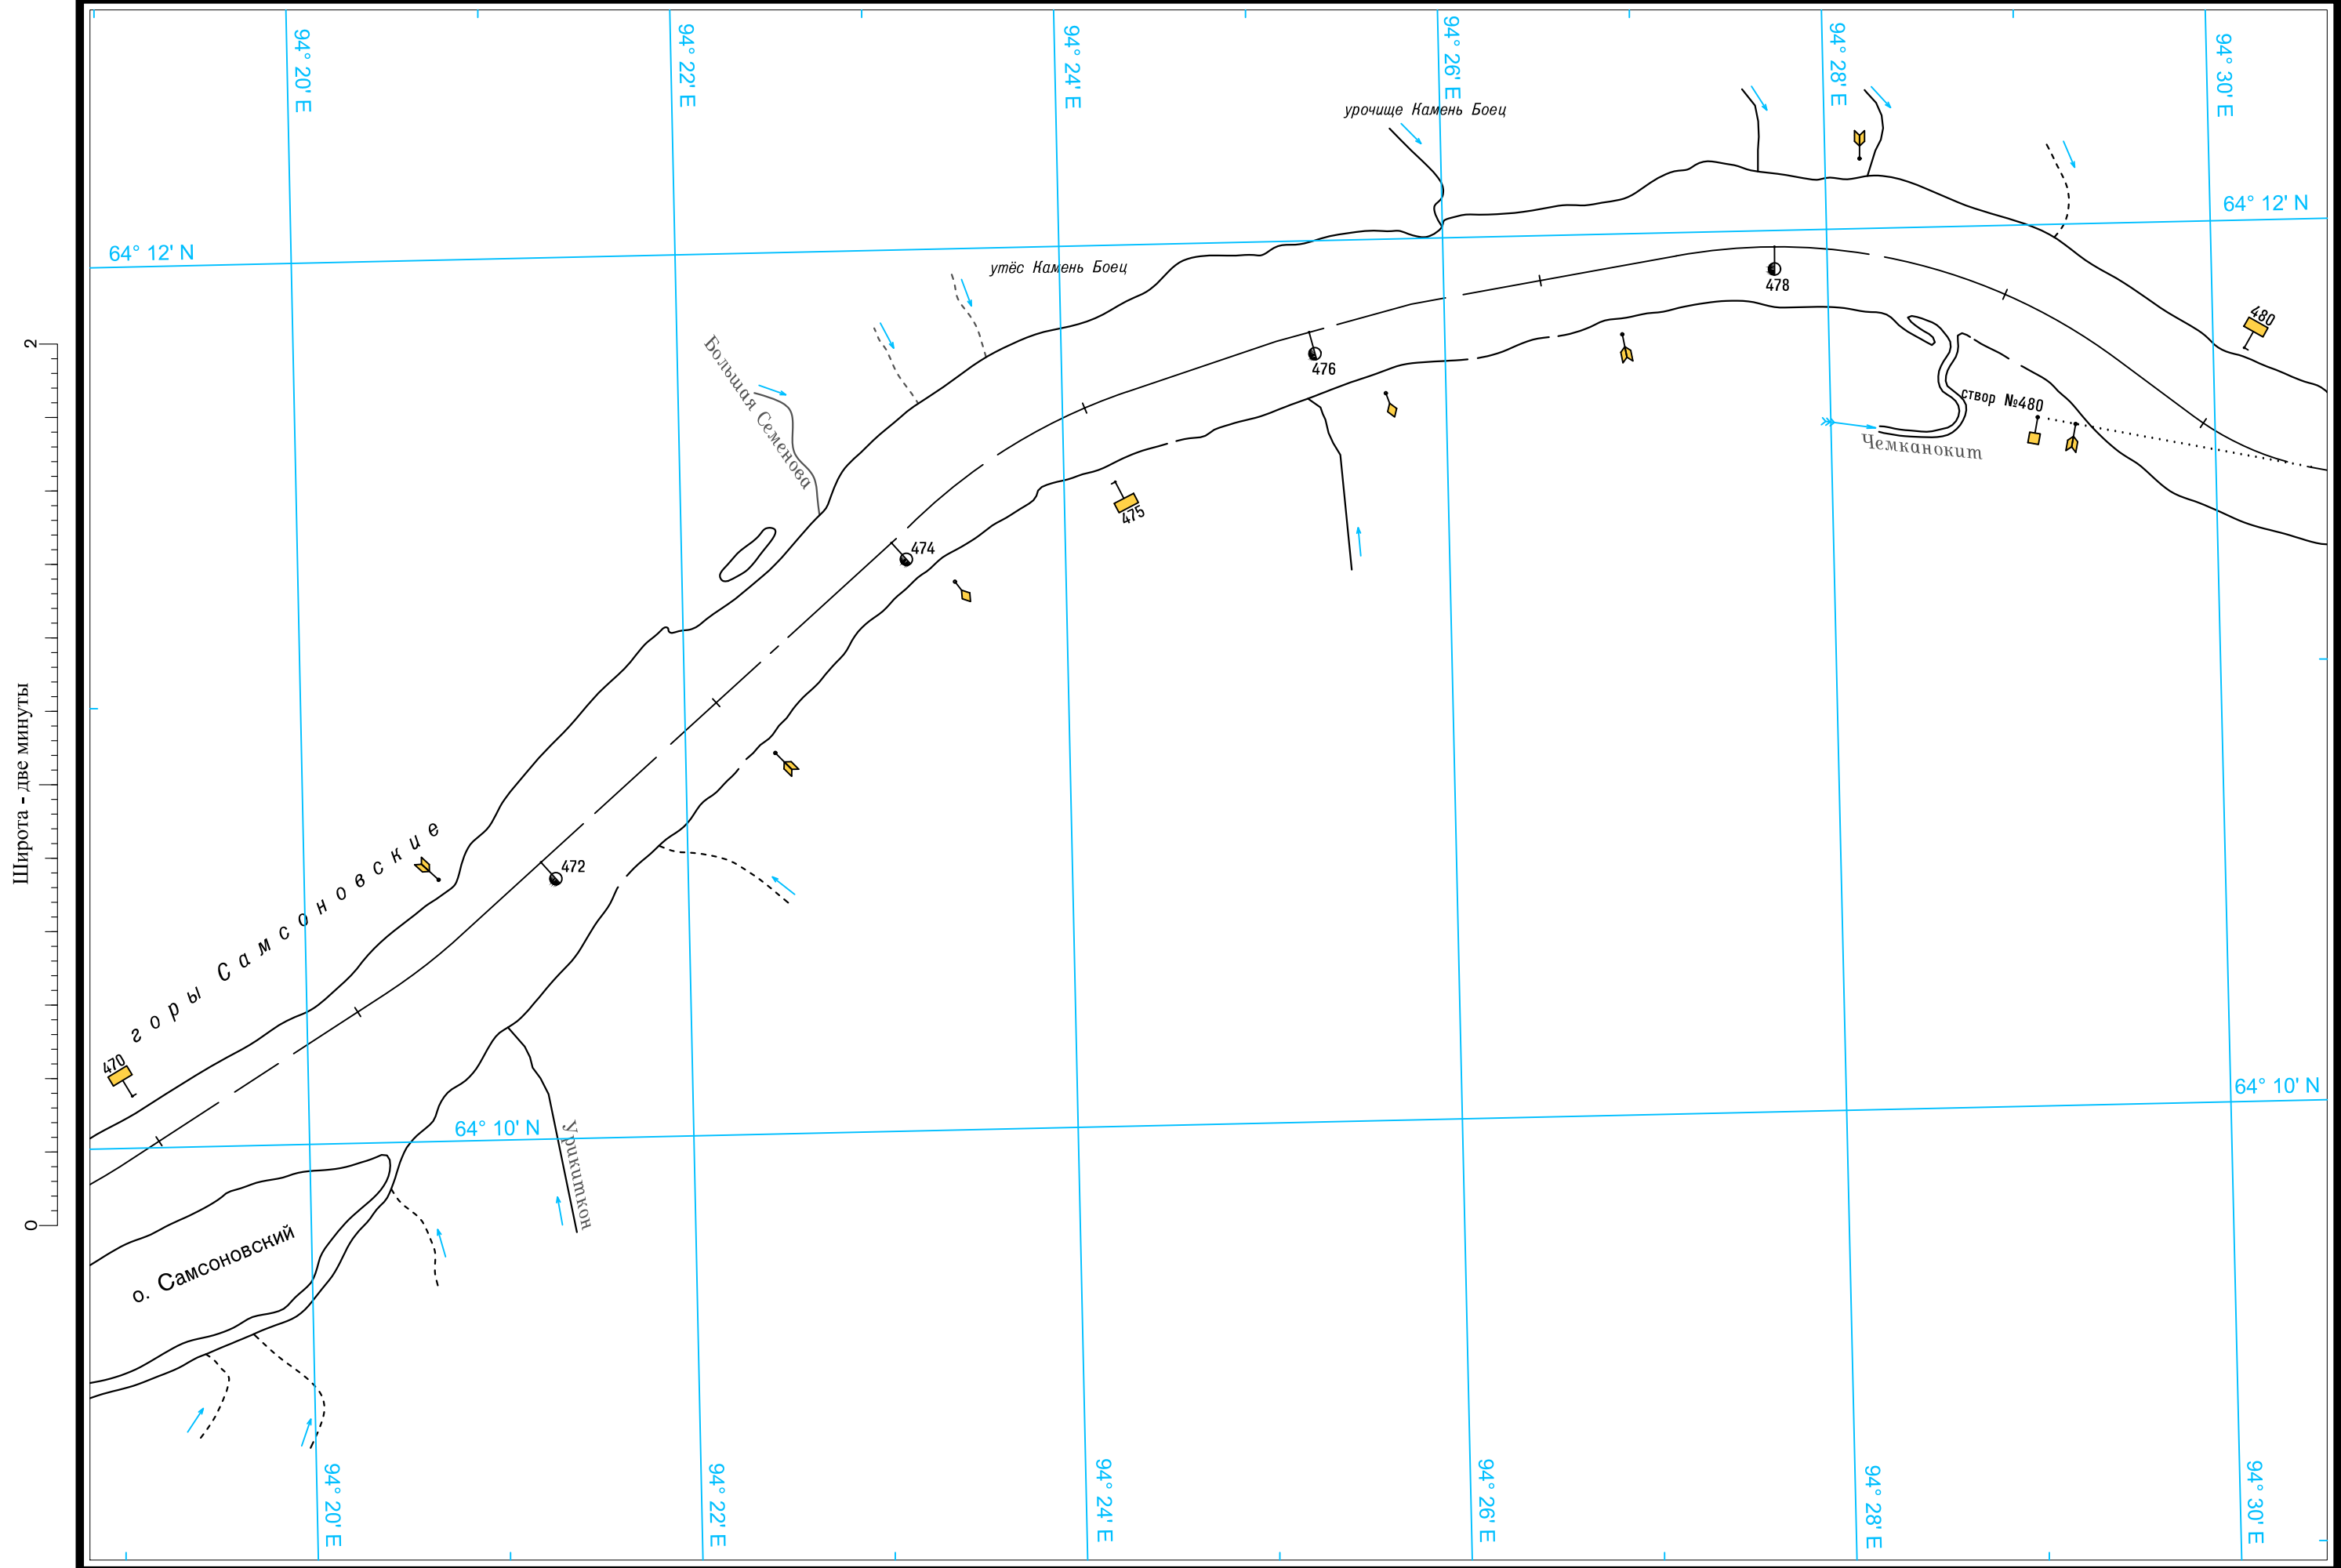 94° 20' E
94° 22' E
94° 24' E
94° 26' E
94° 28' E
94° 30' E
урочище Камень Боец
64° 12' N
64° 12' N
утёс Камень Боец
478
480
2
476
Большая Семенова
створ №480
Чемканокит
475
474
Широта - две минуты
472
горы Самсоновские
470
64° 10' N
64° 10' N
Урикиткон
0
о. Самсоновский
94° 20' E
94° 22' E
94° 24' E
94° 26' E
94° 28' E
94° 30' E